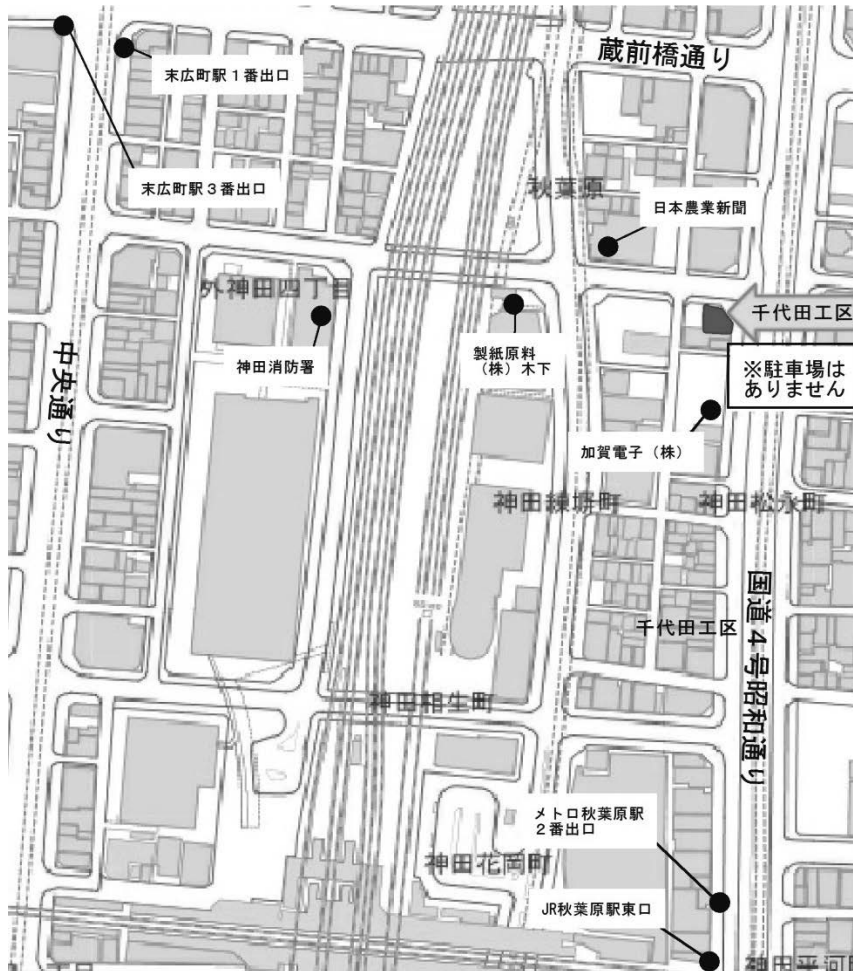 蔵前橋通り
末広町駅1番出口
末広町駅3番出口
秋葉原
日本農業新聞
外神田四丁目
千代田工区
神田消防署
製紙原料
(株)木下
※駐車場は
ありません
中央通り
加賀電子(株)
神田練塀町
神田松永町
千代田工区
国道4号昭和通り
神田相生町
メトロ秋葉原駅
2番出口
神田花岡町
JR秋葉原駅東口
神田平河町